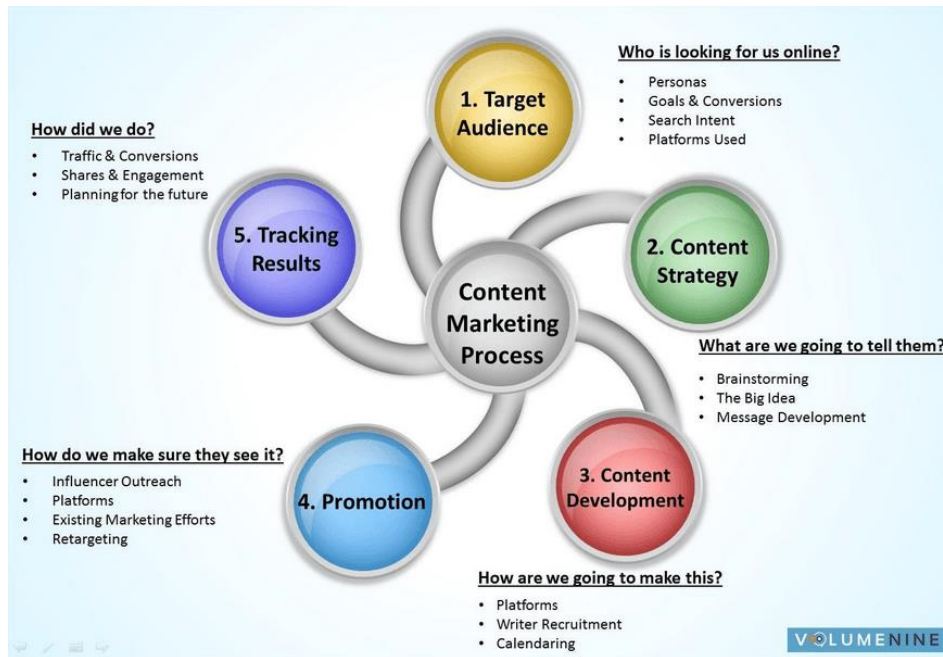 1. Target
Audience
Who is looking for us online?
• Personas
• Goals & Conversions
• Search Intent
• Platforms Used
2. Content
Strategy
What are we going to tell them?
• Brainstorming
• The Big Idea
• Message Development
3. Content
Development
How are we going to make this?
• Platforms
• Writer Recruitment
• Calendaring
4. Promotion
How do we make sure they see it?
• Influencer Outreach
• Platforms
• Existing Marketing Efforts
• Retargeting
5. Tracking
Results
How did we do?
• Traffic & Conversions
• Shares & Engagement
• Planning for the future
Content
Marketing
Process
VOLUMENINE